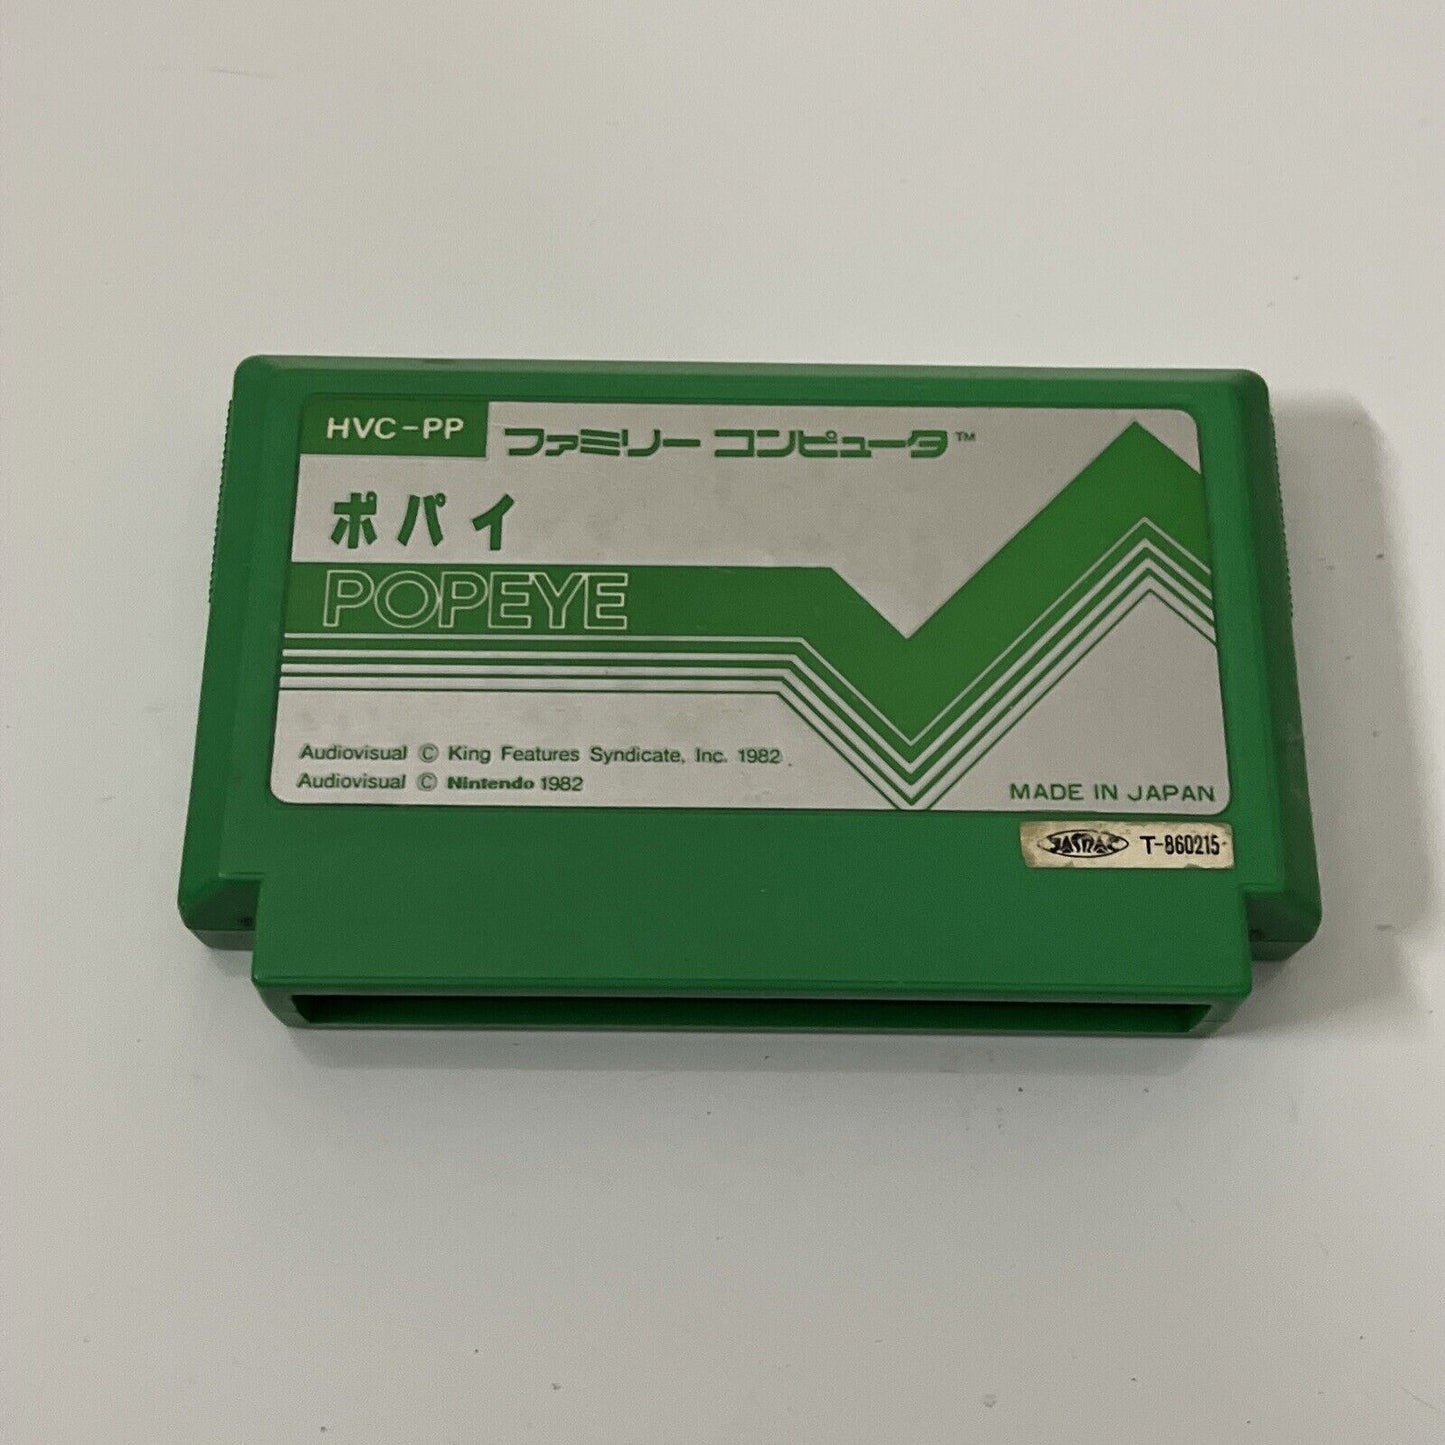 HVC-PP ファミリー コンピュータ™
ポパイ
POPEYE
Audiovisual © King Features Syndicate, Inc. 1982
Audiovisual © Nintendo 1982
MADE IN JAPAN
JASRAC T-860215